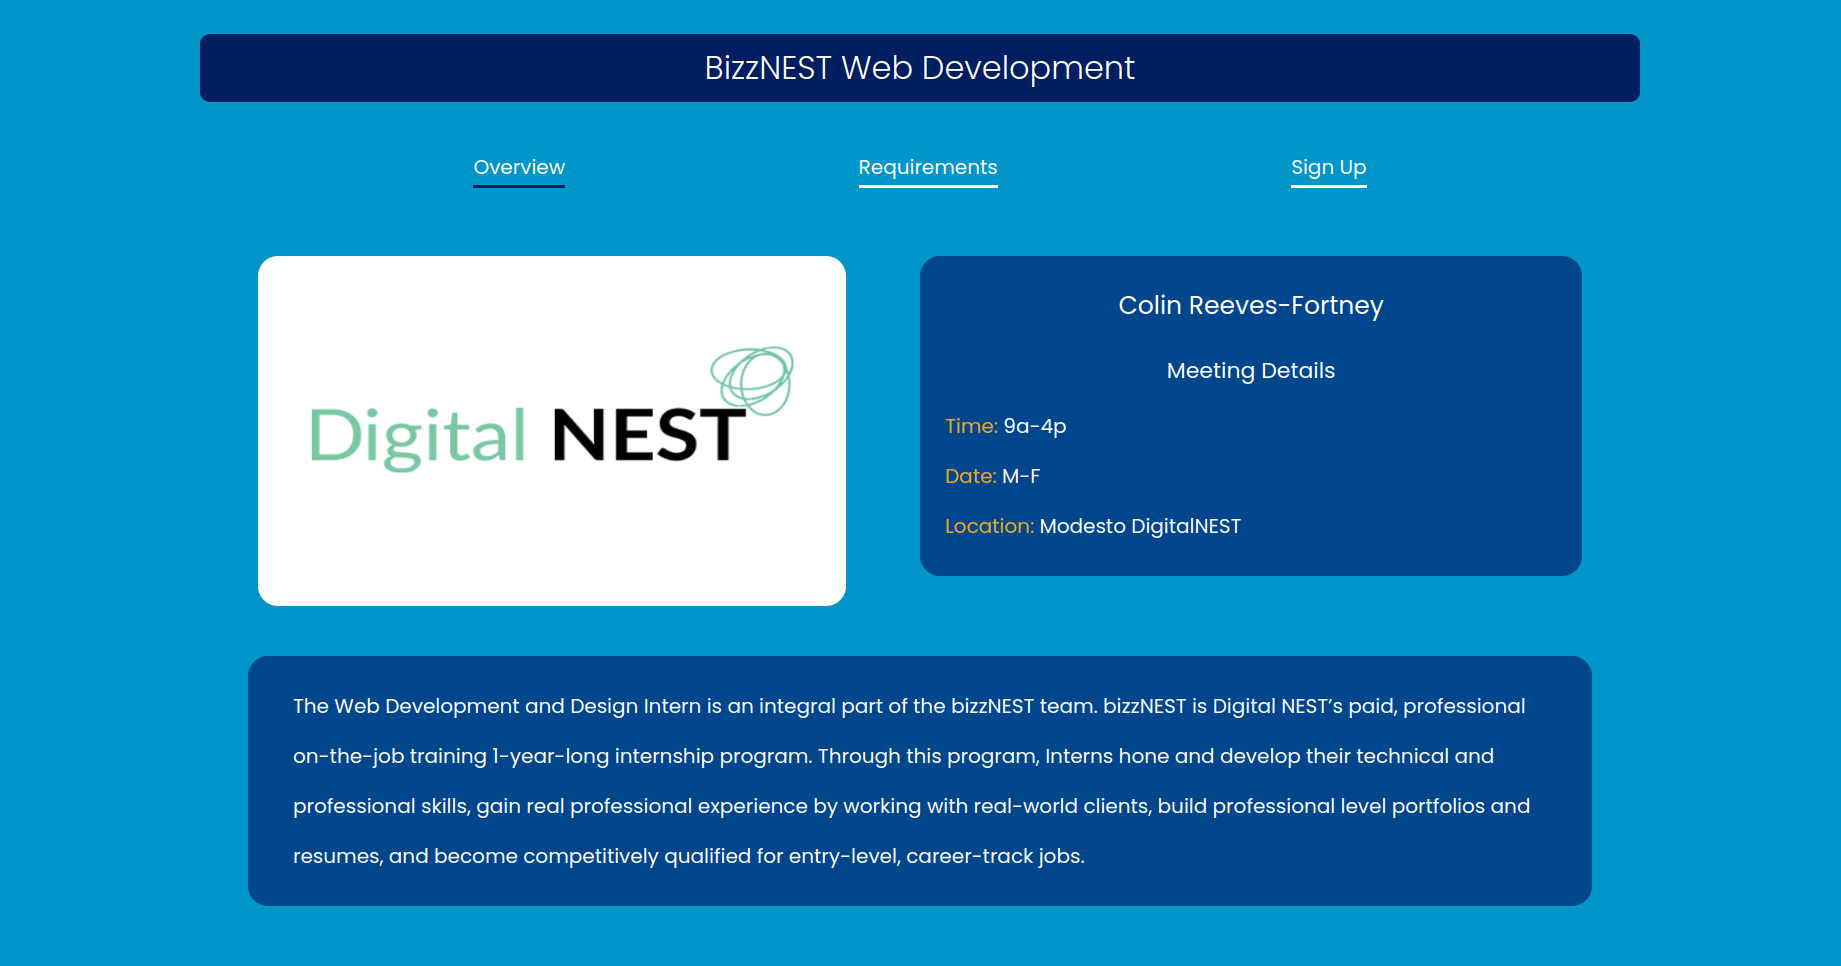 BizzNEST Web Development
Overview
Requirements
Sign Up
Digital NEST
Colin Reeves-Fortney
Meeting Details
Time: 9a-4p
Date: M-F
Location: Modesto DigitalNEST
The Web Development and Design Intern is an integral part of the bizzNEST team. bizzNEST is Digital NEST’s paid, professional
on-the-job training 1-year-long internship program. Through this program, Interns hone and develop their technical and
professional skills, gain real professional experience by working with real-world clients, build professional level portfolios and
resumes, and become competitively qualified for entry-level, career-track jobs.